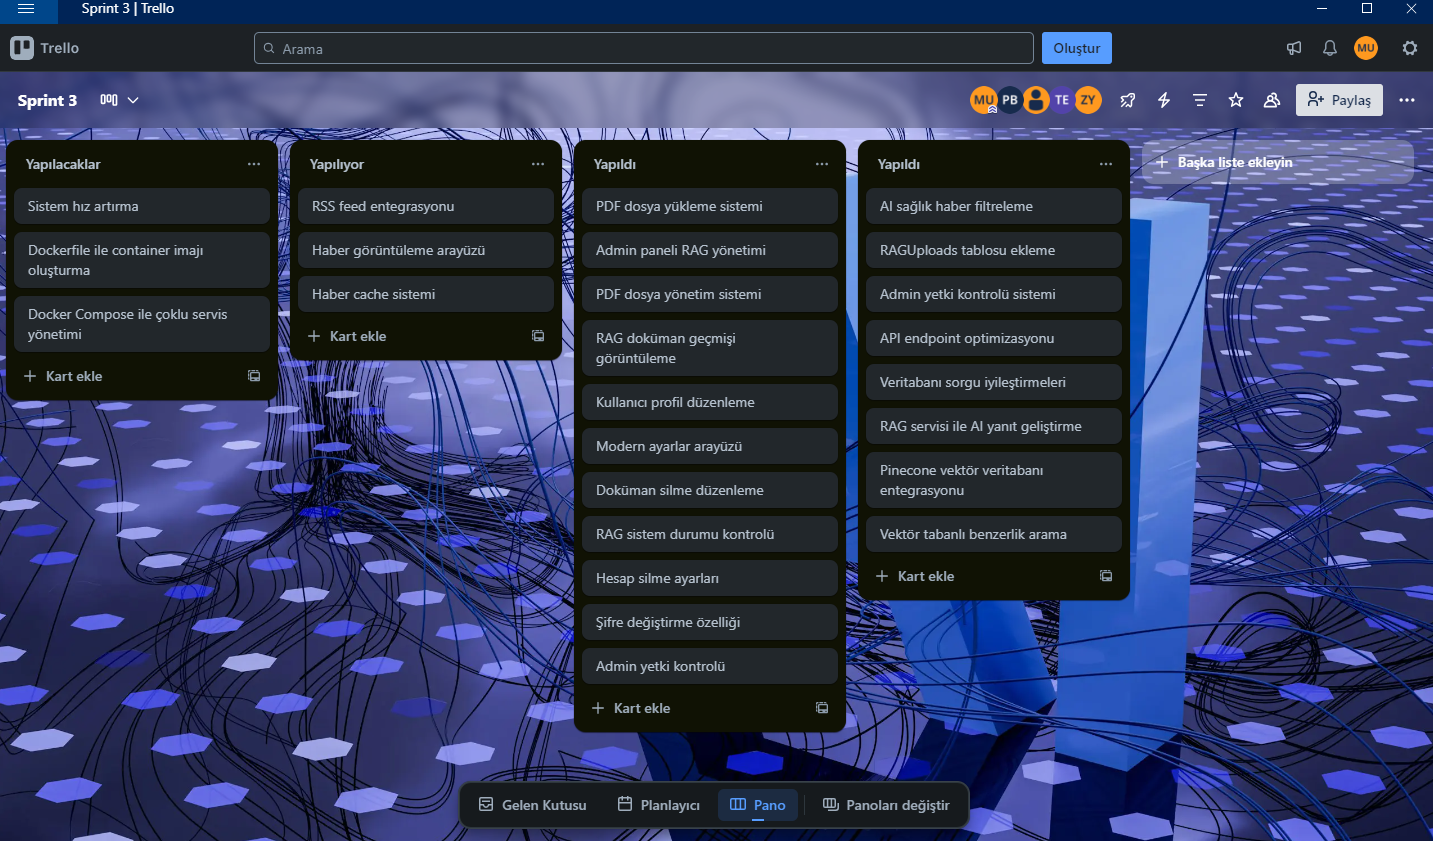 Sprint 3 | Trello
Trello
Arama
Oluştur
MU
Sprint 3
MU
PB
TE
ZY
Paylaş
Yapılacaklar
Sistem hız artırma
Dockerfile ile container imajı
oluşturma
Docker Compose ile çoklu servis
yönetimi
Kart ekle
Yapılıyor
RSS feed entegrasyonu
Haber görüntüleme arayüzü
Haber cache sistemi
Kart ekle
Yapıldı
PDF dosya yükleme sistemi
Admin paneli RAG yönetimi
PDF dosya yönetim sistemi
RAG doküman geçmişi
görüntüleme
Kullanıcı profil düzenleme
Modern ayarlar arayüzü
Doküman silme düzenleme
RAG sistem durumu kontrolü
Hesap silme ayarları
Şifre değiştirme özelliği
Admin yetki kontrolü
Kart ekle
Yapıldı
AI sağlık haber filtreleme
RAGUploads tablosu ekleme
Admin yetki kontrolü sistemi
API endpoint optimizasyonu
Veritabanı sorgu iyileştirmeleri
RAG servisi ile AI yanıt geliştirme
Pinecone vektör veritabanı
entegrasyonu
Vektör tabanlı benzerlik arama
Kart ekle
Başka liste ekleyin
Gelen Kutusu
Planlayıcı
Pano
Panoları değiştir